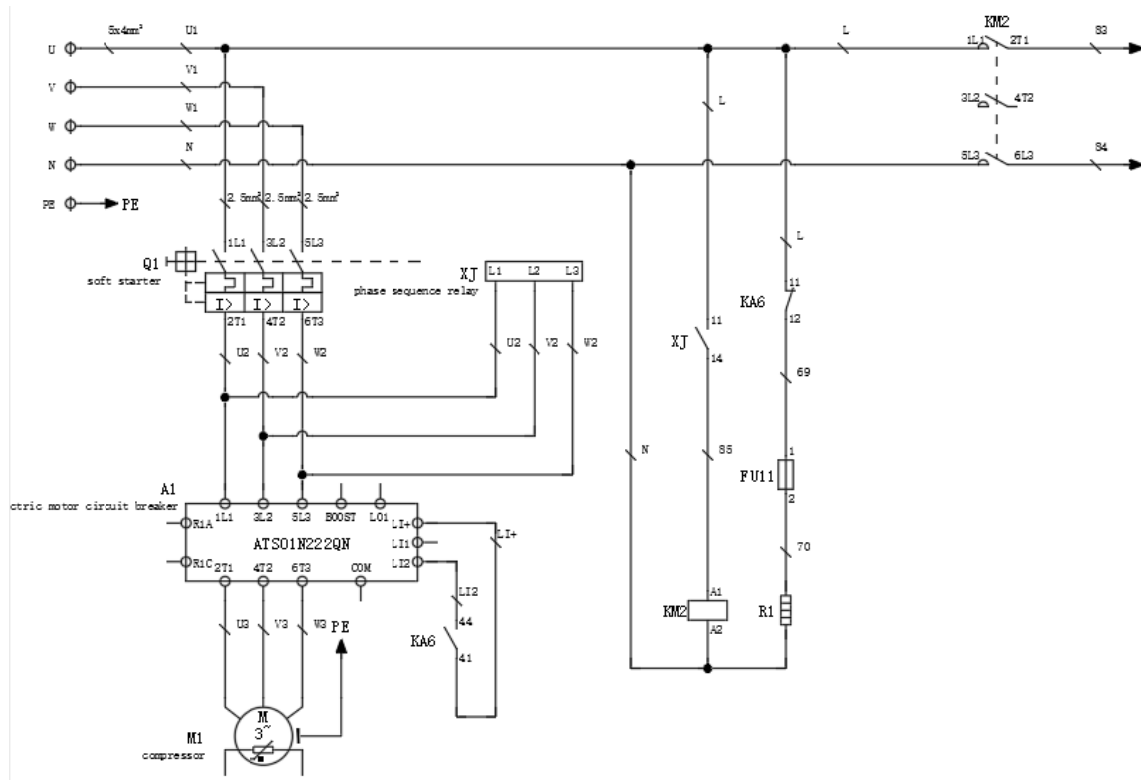 5x4mm² U1 L KM2 1L1 2T1 S3
U
V1
V
L
3L2 4T2
W1
W
N
N
5L3 6L3 S4
PE PE
2.5mm² 2.5mm² 2.5mm²
1L1 3L2 5L3
L
Q1
soft starter
XJ L1 L2 L3
phase sequence relay
11
KA6
12
I> I> I>
2T1 4T2 6T3
11
XJ
14
U2 V2 W2
U2 V2 W2
69
N
S5
1
FU11
2
A1
ctric motor circuit breaker
1L1 3L2 5L3 BOOST LO1
R1A LI+
LI+
ATS01N222QN LI1
R1C LI2
2T1 4T2 6T3 COM
70
LI2
44
KA6
41
A1
KM2
A2
R1
U3 V3 W3
PE
M
3~
M1
compressor